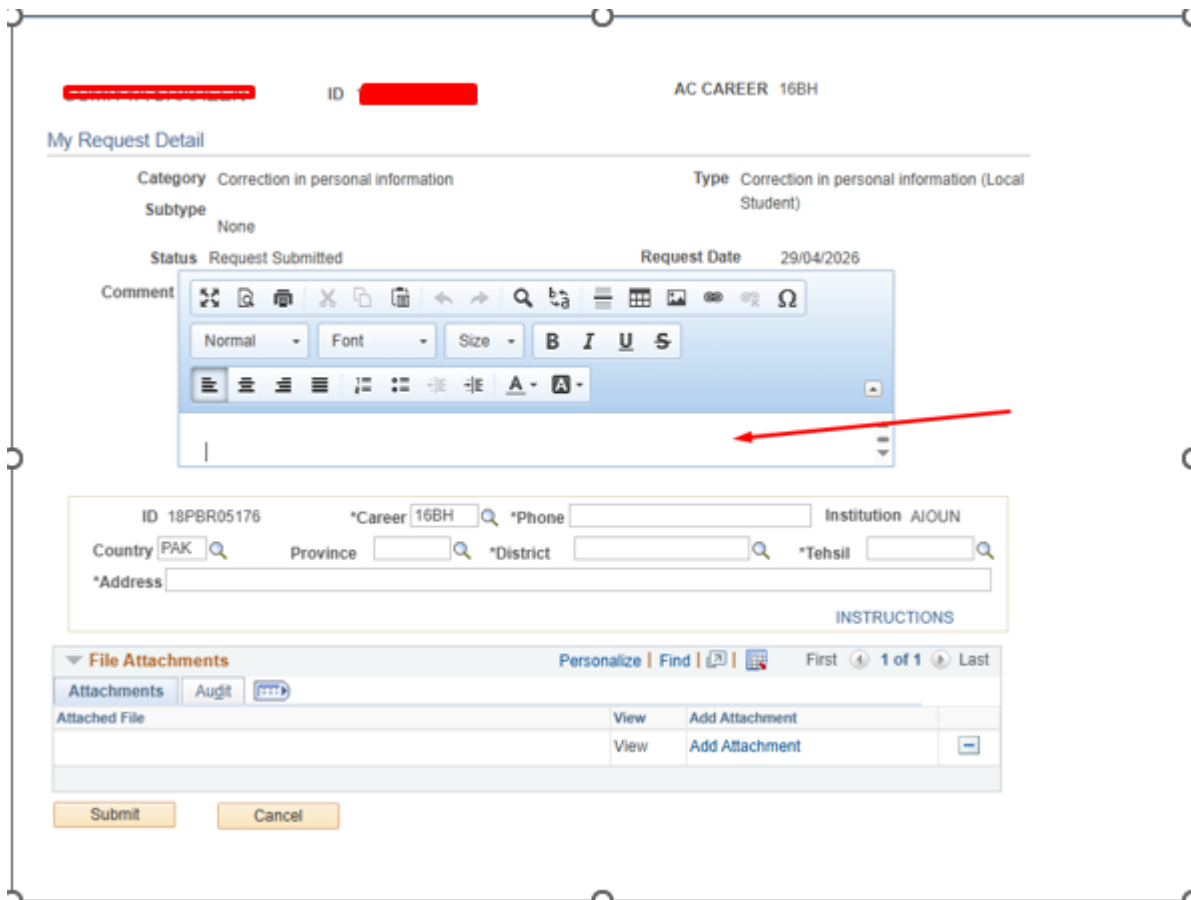 ID AC CAREER 16BH
My Request Detail
Category Correction in personal information Type Correction in personal information (Local
Student)
Subtype
None
Status Request Submitted Request Date 29/04/2026
Comment
Normal Font Size B I U S
A A
ID 18PBR05176 *Career 16BH *Phone Institution AIOUN
Country PAK Province *District *Tehsil
*Address
INSTRUCTIONS
File Attachments Personalize | Find | | First 1 of 1 Last
Attachments Audit
Attached File View Add Attachment
View Add Attachment
Submit Cancel